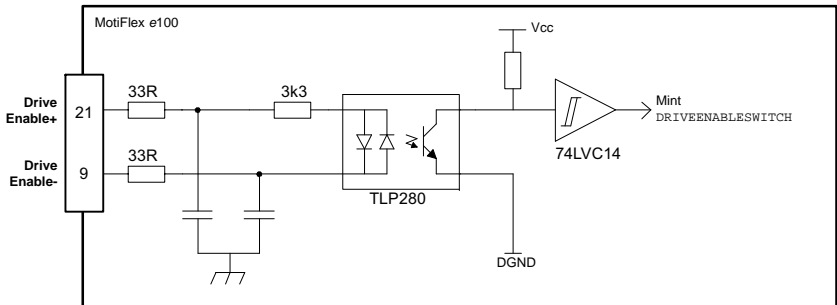 MotiFlex e100
Vcc
Drive
Enable+
21
33R
3k3
Mint
DRIVEENABLESWITCH
Drive
Enable-
9
33R
74LVC14
TLP280
DGND